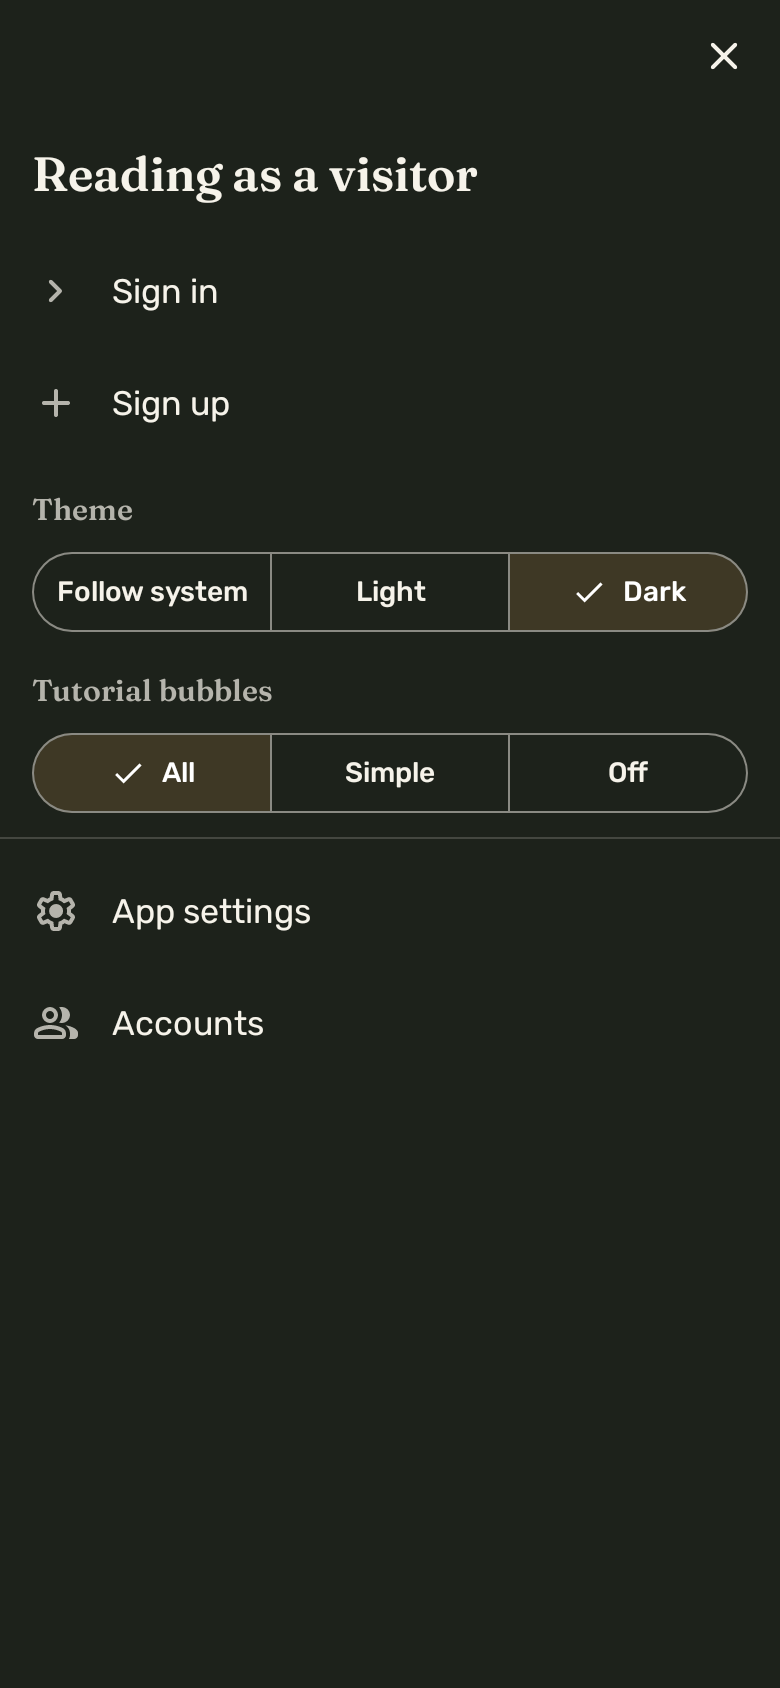 Reading as a visitor
Sign in
Sign up
Theme
Follow system
Light
Dark
Tutorial bubbles
All
Simple
Off
App settings
Accounts